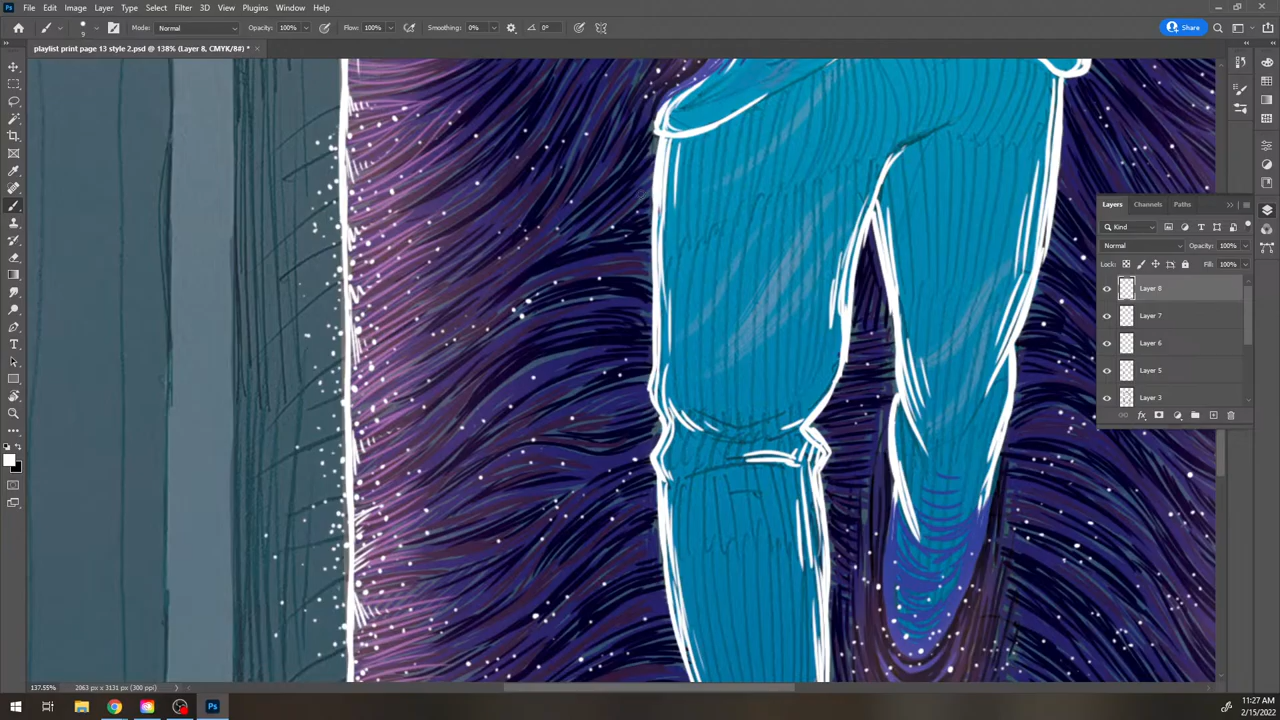 File Edit Image Layer Type Select Filter 3D View Plugins Window Help
Mode: Normal Opacity: 100% Flow: 100% Smoothing: 0% 0° Share
playlist print page 13 style 2.psd @ 138% (Layer 8, CMYK/8#) *
Layers Channels Paths
Kind
Normal Opacity: 100%
Lock: Fill: 100%
Layer 8
Layer 7
Layer 6
Layer 5
Layer 3
137.55% 2063 px x 3131 px (300 ppi)
11:27 AM
2/15/2022